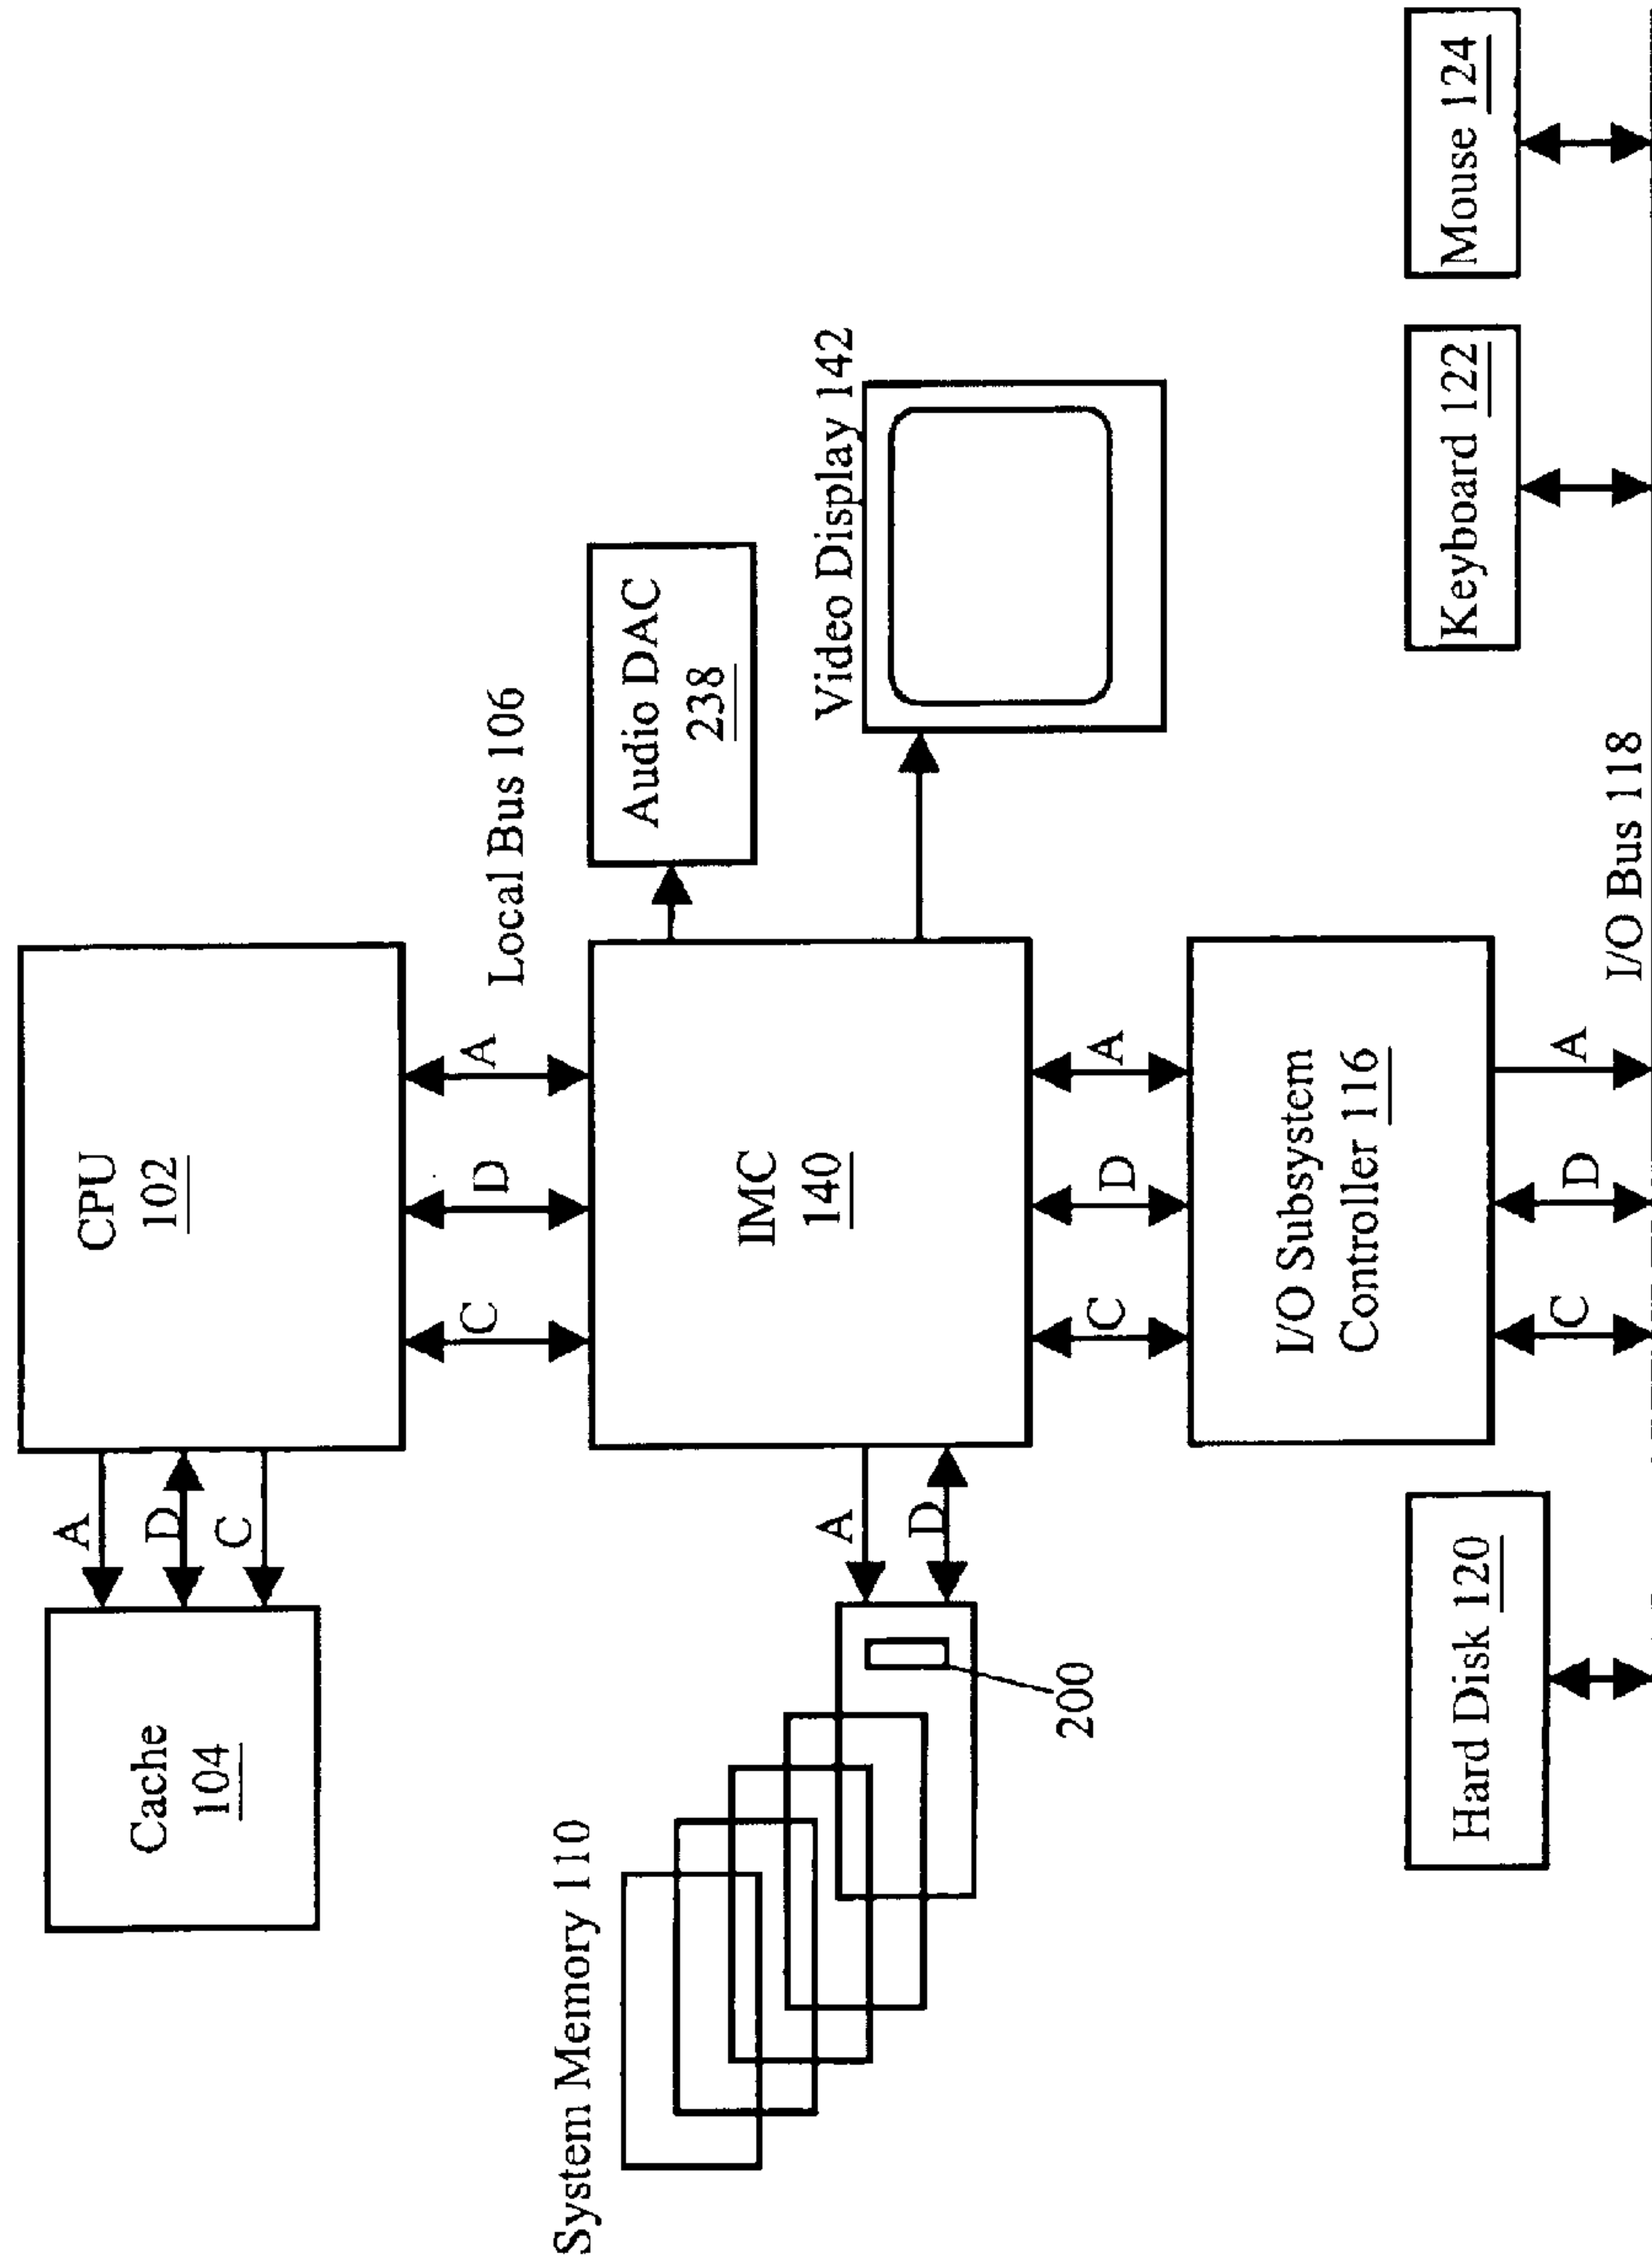 Cache
104
A
D
C
CPU
102
C
D
A
Local Bus 106
System Memory 110
200
A
D
IMC
140
Audio DAC
238
Video Display 142
C
D
A
I/O Subsystem
Controller 116
Hard Disk 120
C
D
A
I/O Bus 118
Keyboard 122
Mouse 124